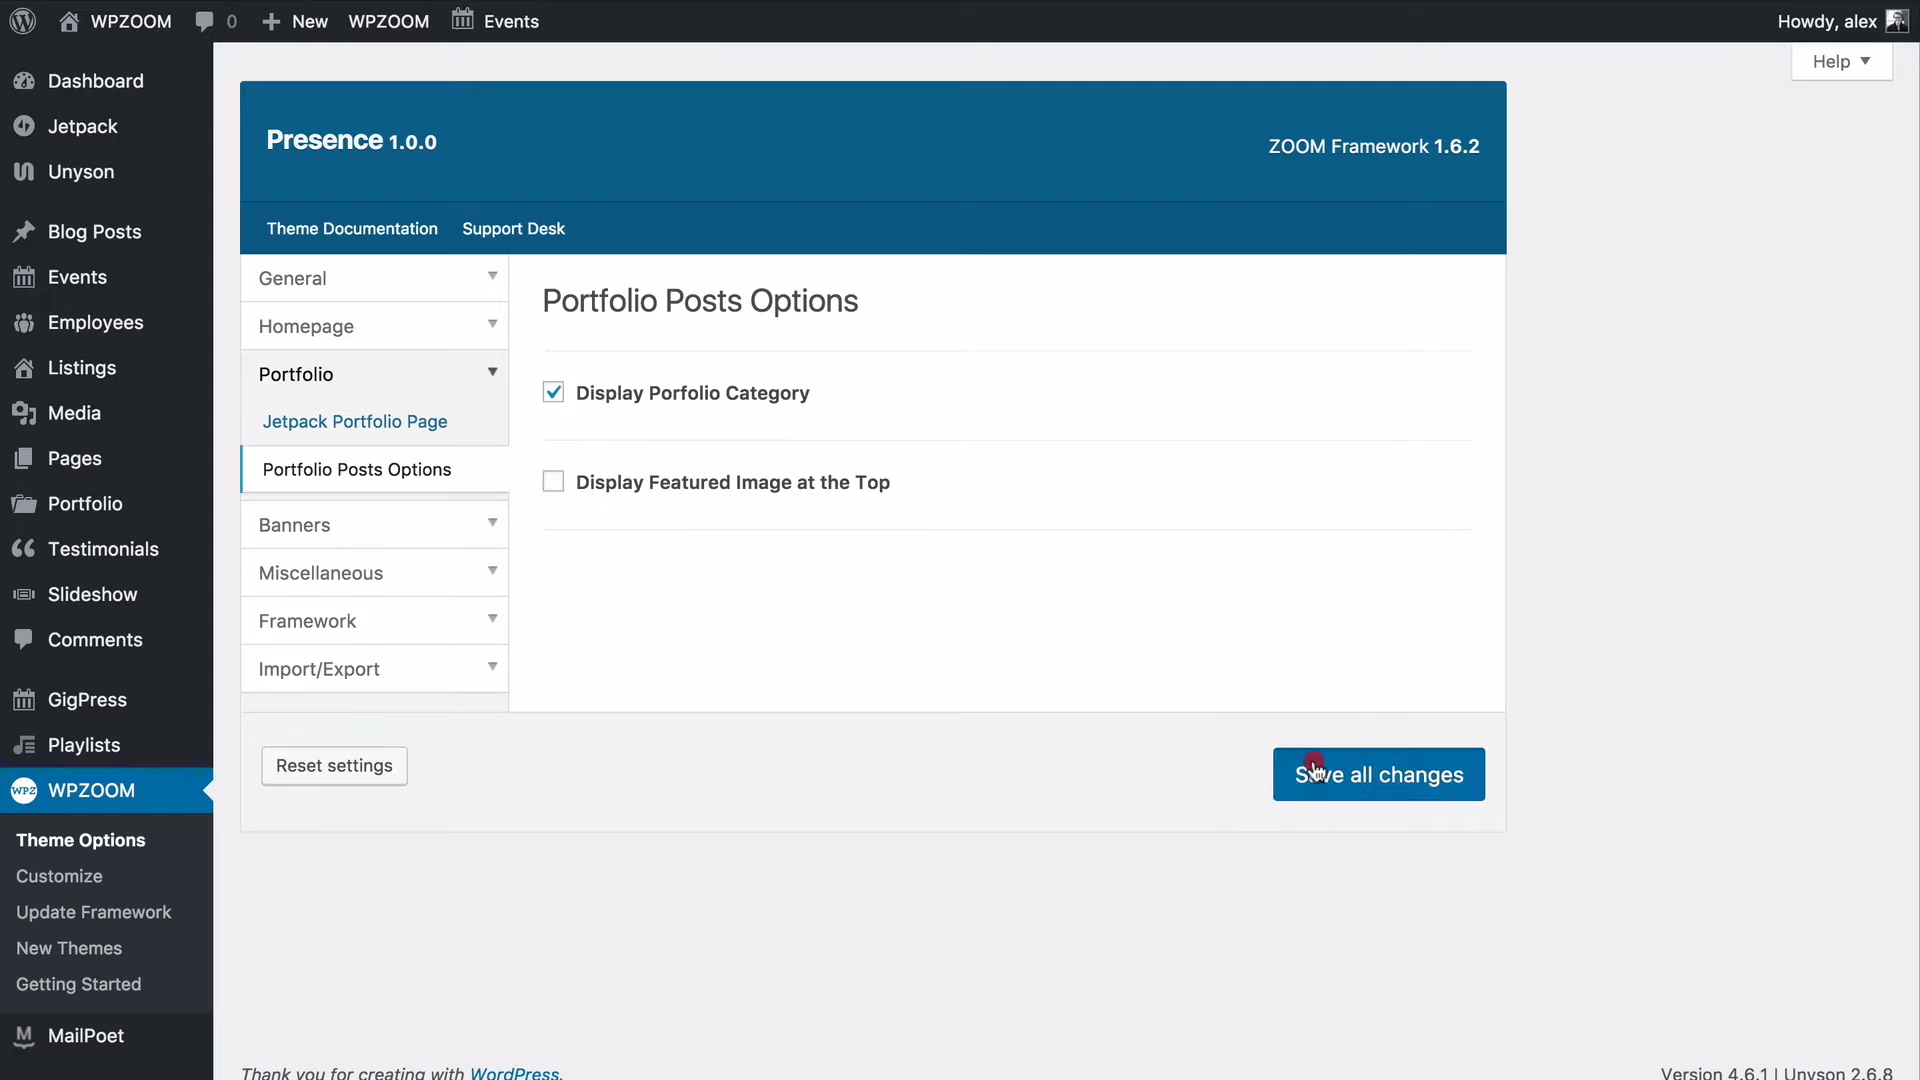 WPZOOM 0 New WPZOOM Events Howdy, alex
Help
Dashboard
Jetpack
Unyson
Blog Posts
Events
Employees
Listings
Media
Pages
Portfolio
Testimonials
Slideshow
Comments
GigPress
Playlists
WPZ WPZOOM
Theme Options
Customize
Update Framework
New Themes
Getting Started
M MailPoet
Presence 1.0.0
ZOOM Framework 1.6.2
Theme Documentation Support Desk
General
Homepage
Portfolio
Jetpack Portfolio Page
Portfolio Posts Options
Banners
Miscellaneous
Framework
Import/Export
Portfolio Posts Options
Display Porfolio Category
Display Featured Image at the Top
Reset settings
Save all changes
Thank you for creating with WordPress.
Version 4.6.1 | Unyson 2.6.8